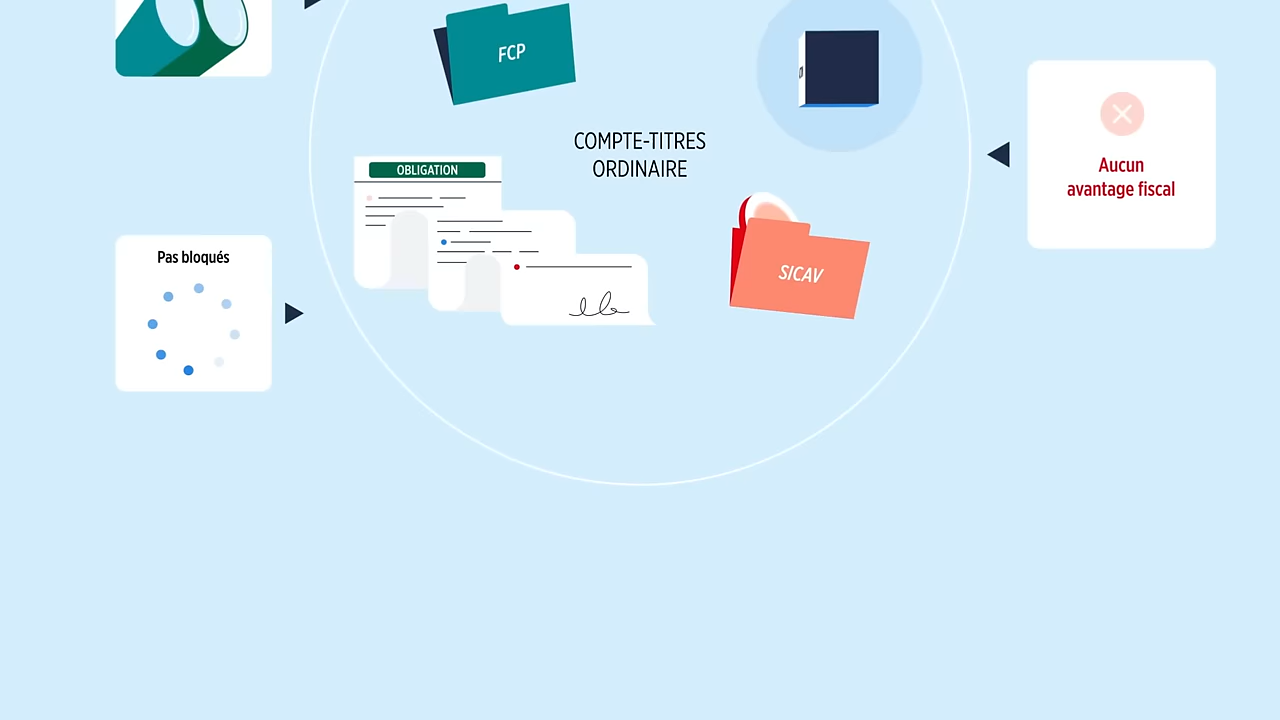 FCP
COMPTE-TITRES
ORDINAIRE
Aucun
avantage fiscal
OBLIGATION
Pas bloqués
SICAV